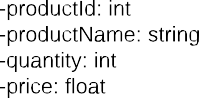 -productId: int
-productName: string
-quantity: int
-price: float